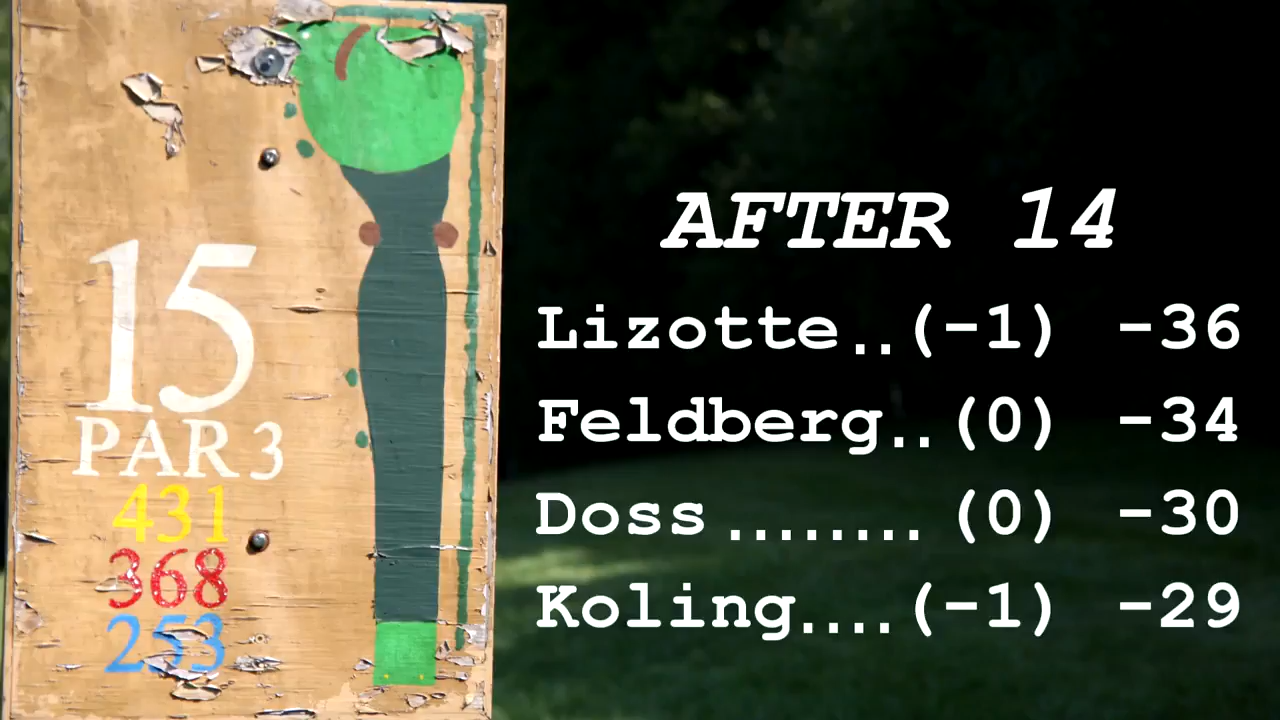 15
PAR 3
431
368
253
AFTER 14
Lizotte..(-1) -36
Feldberg..(0) -34
Doss ........ (0) -30
Koling....(-1) -29